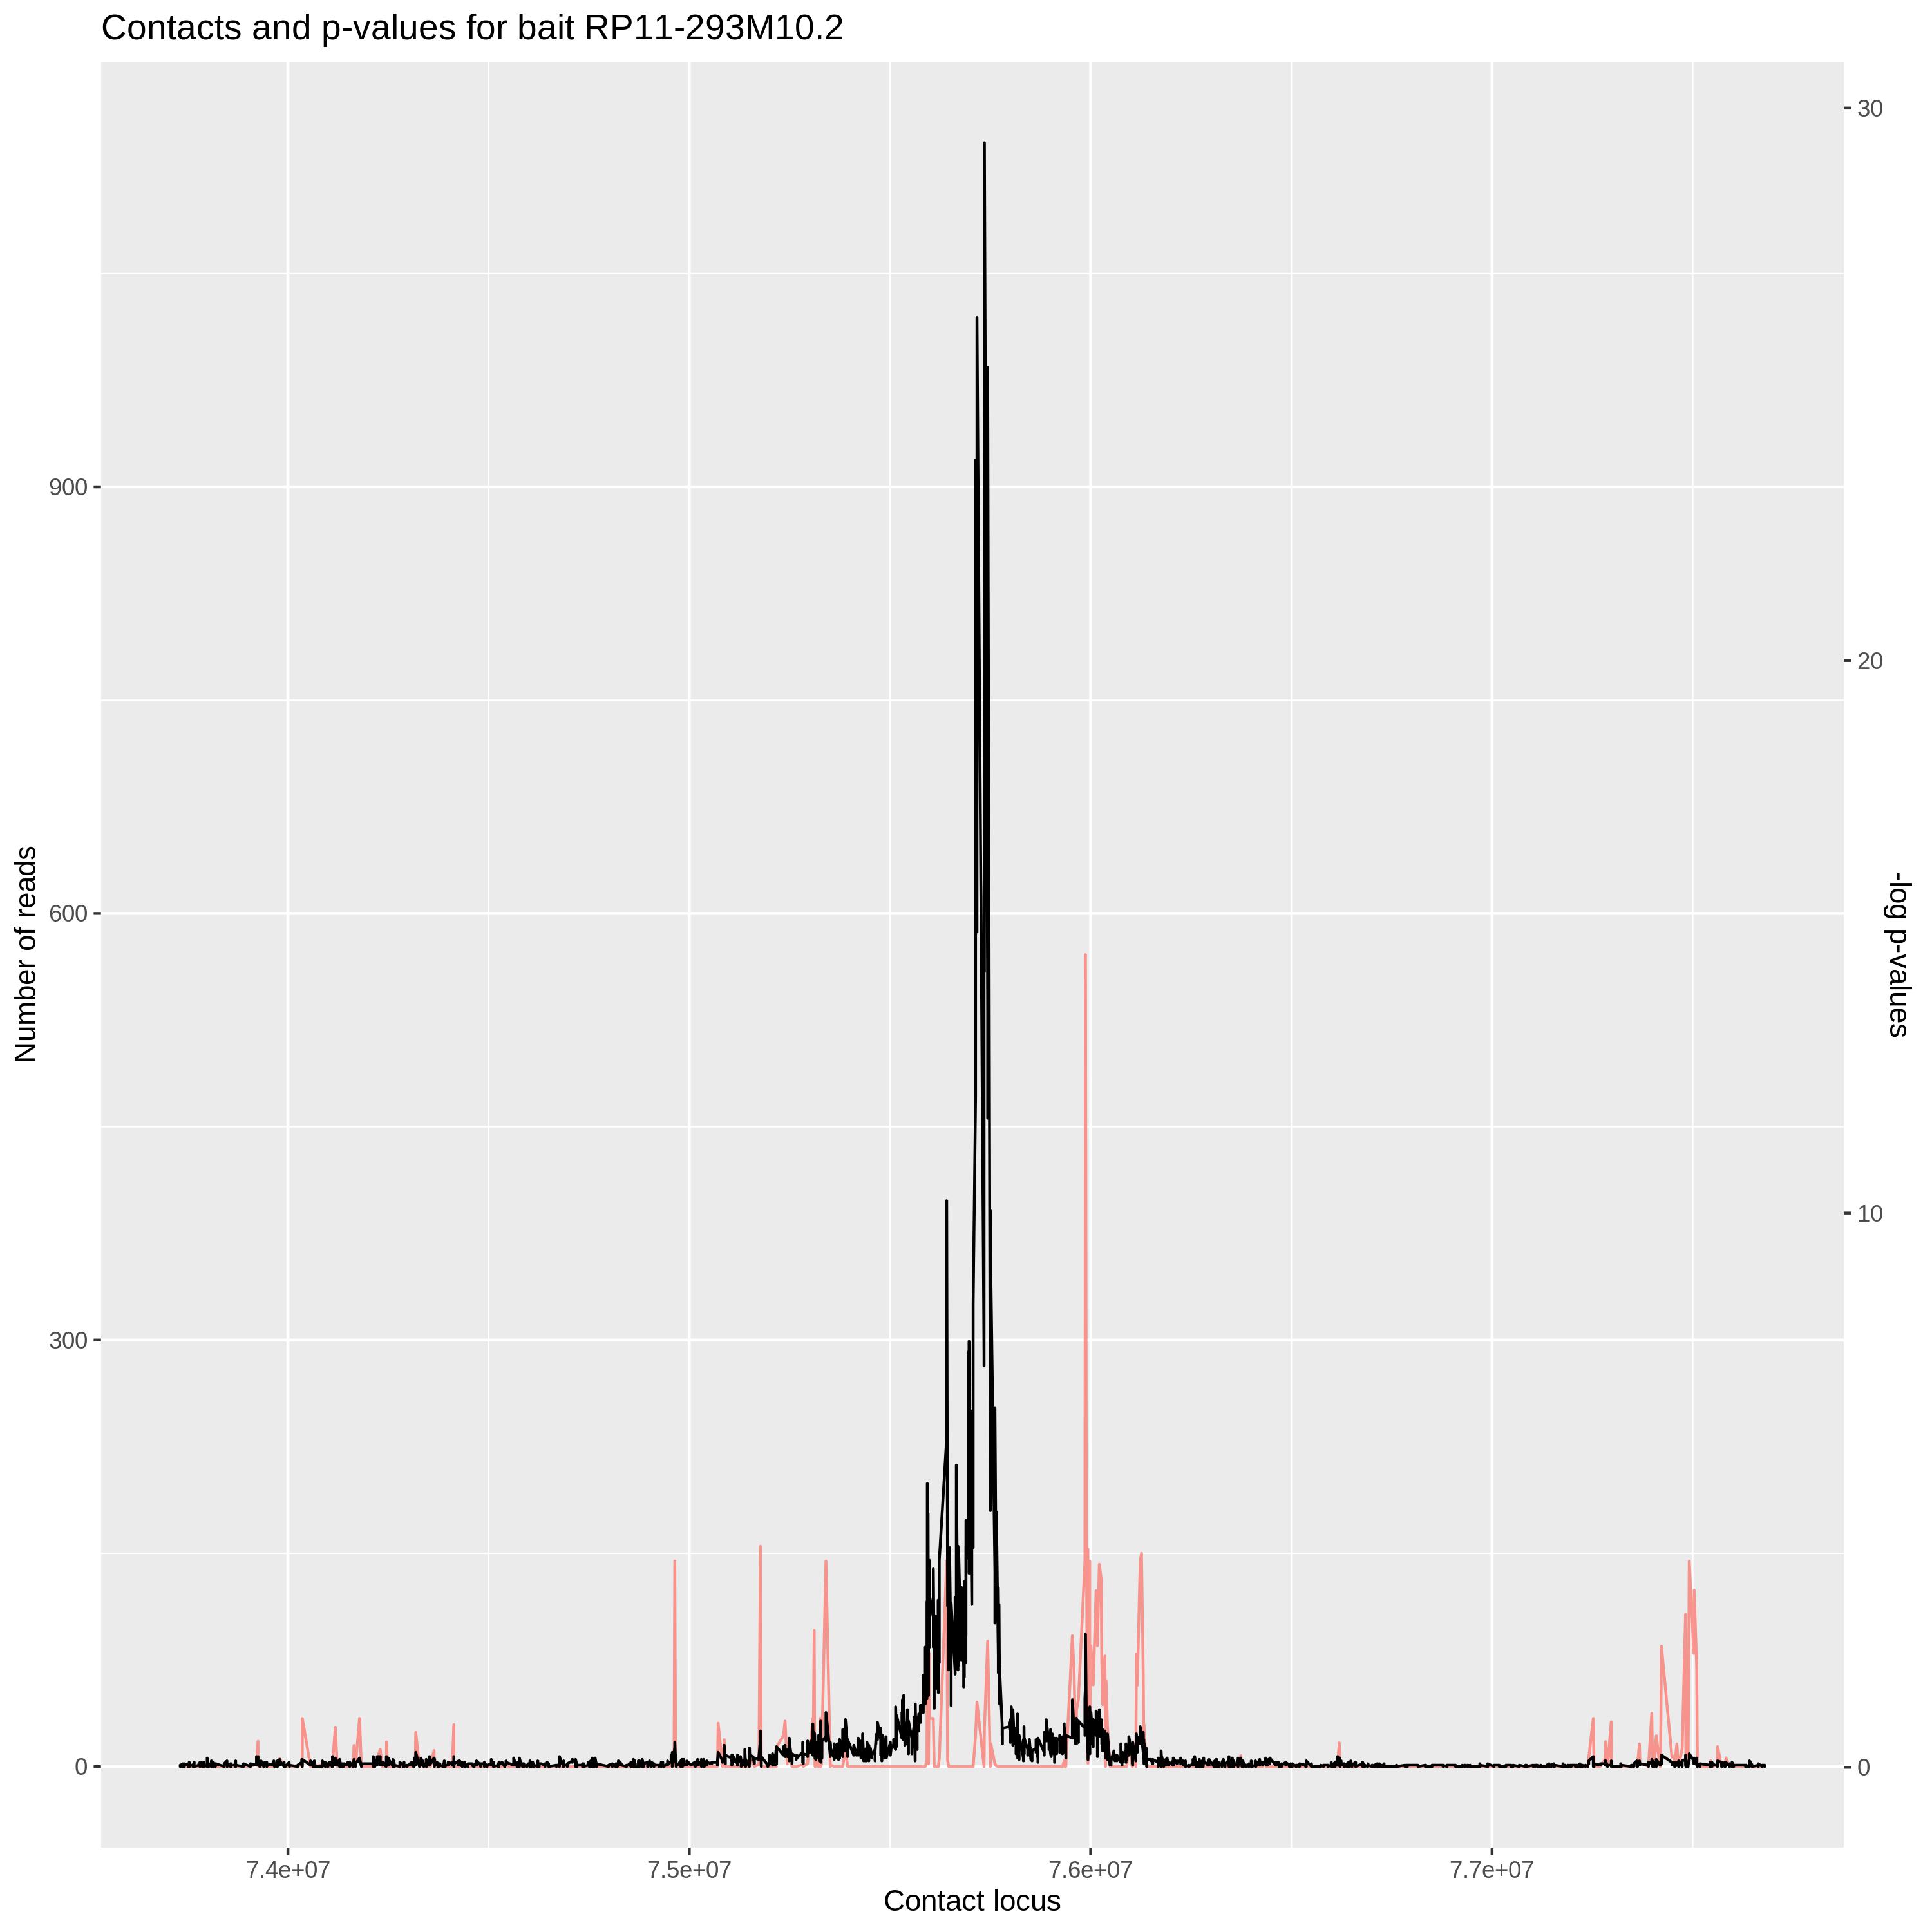 Contacts and p-values for bait RP11-293M10.2
Number of reads
900
600
300
0
30
20
10
0
-log p-values
7.4e+07
7.5e+07
7.6e+07
7.7e+07
Contact locus